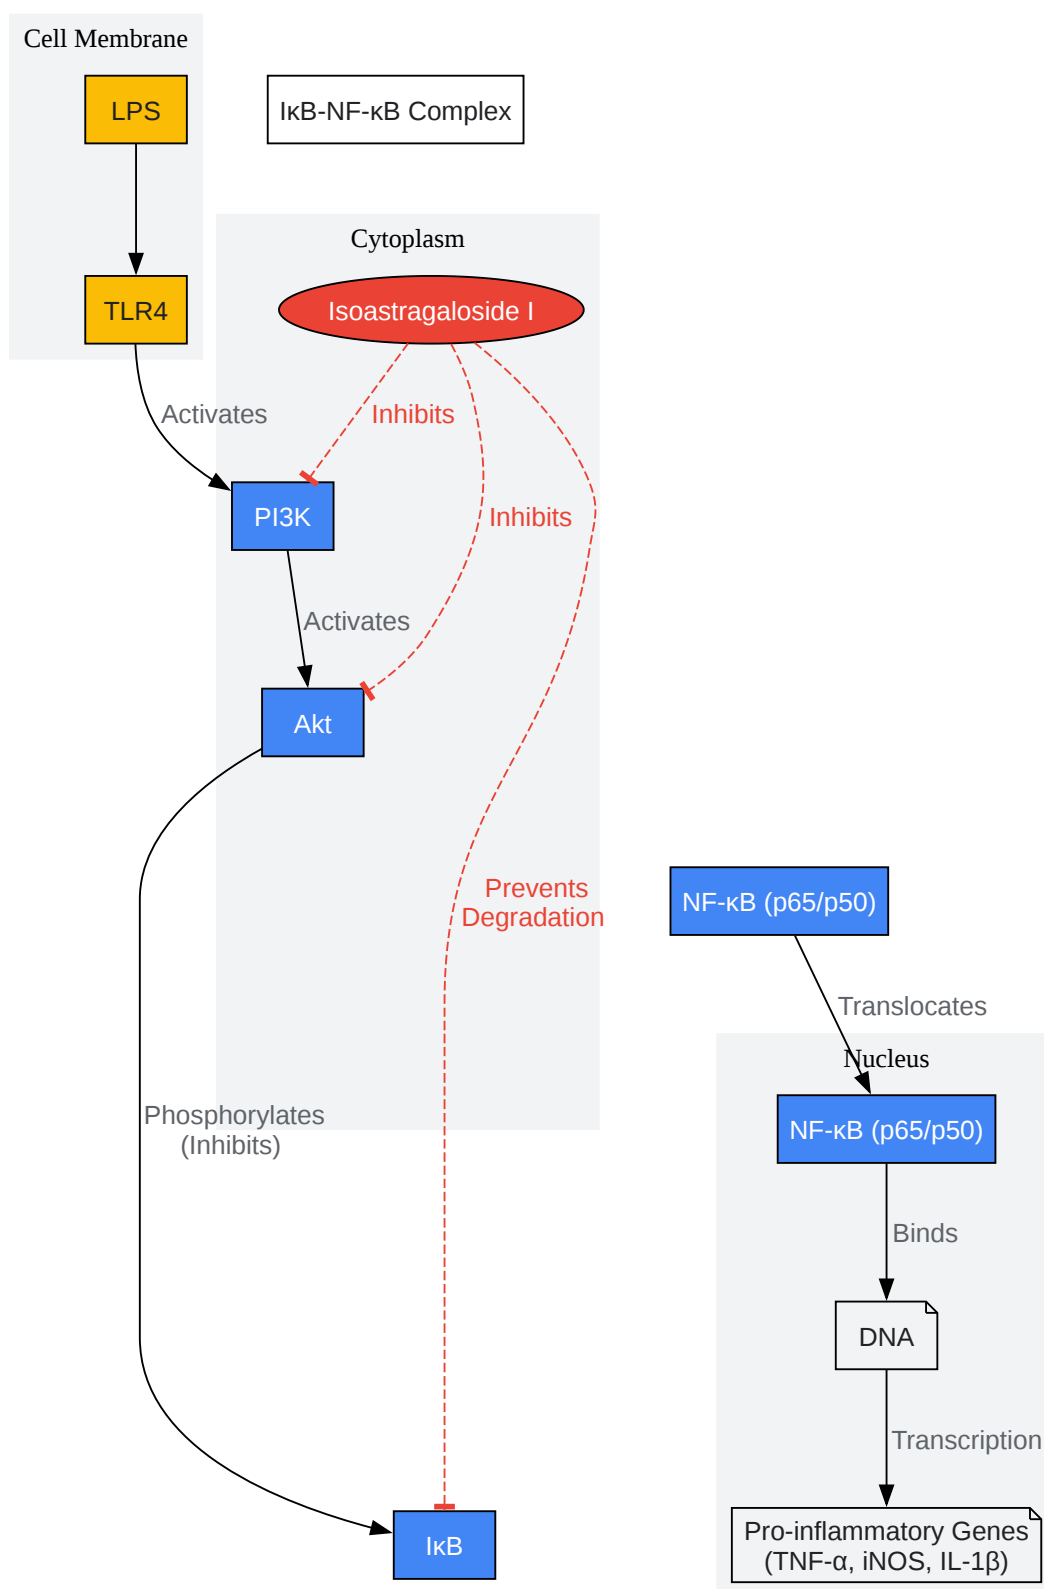 Cell Membrane
LPS
IκB-NF-κB Complex
Cytoplasm
TLR4
Isoastragaloside I
Activates
Inhibits
PI3K
Inhibits
Activates
Akt
Prevents
Degradation
NF-κB (p65/p50)
Translocates
Nucleus
Phosphorylates
(Inhibits)
NF-κB (p65/p50)
Binds
DNA
Transcription
IκB
Pro-inflammatory Genes
(TNF-α, iNOS, IL-1β)